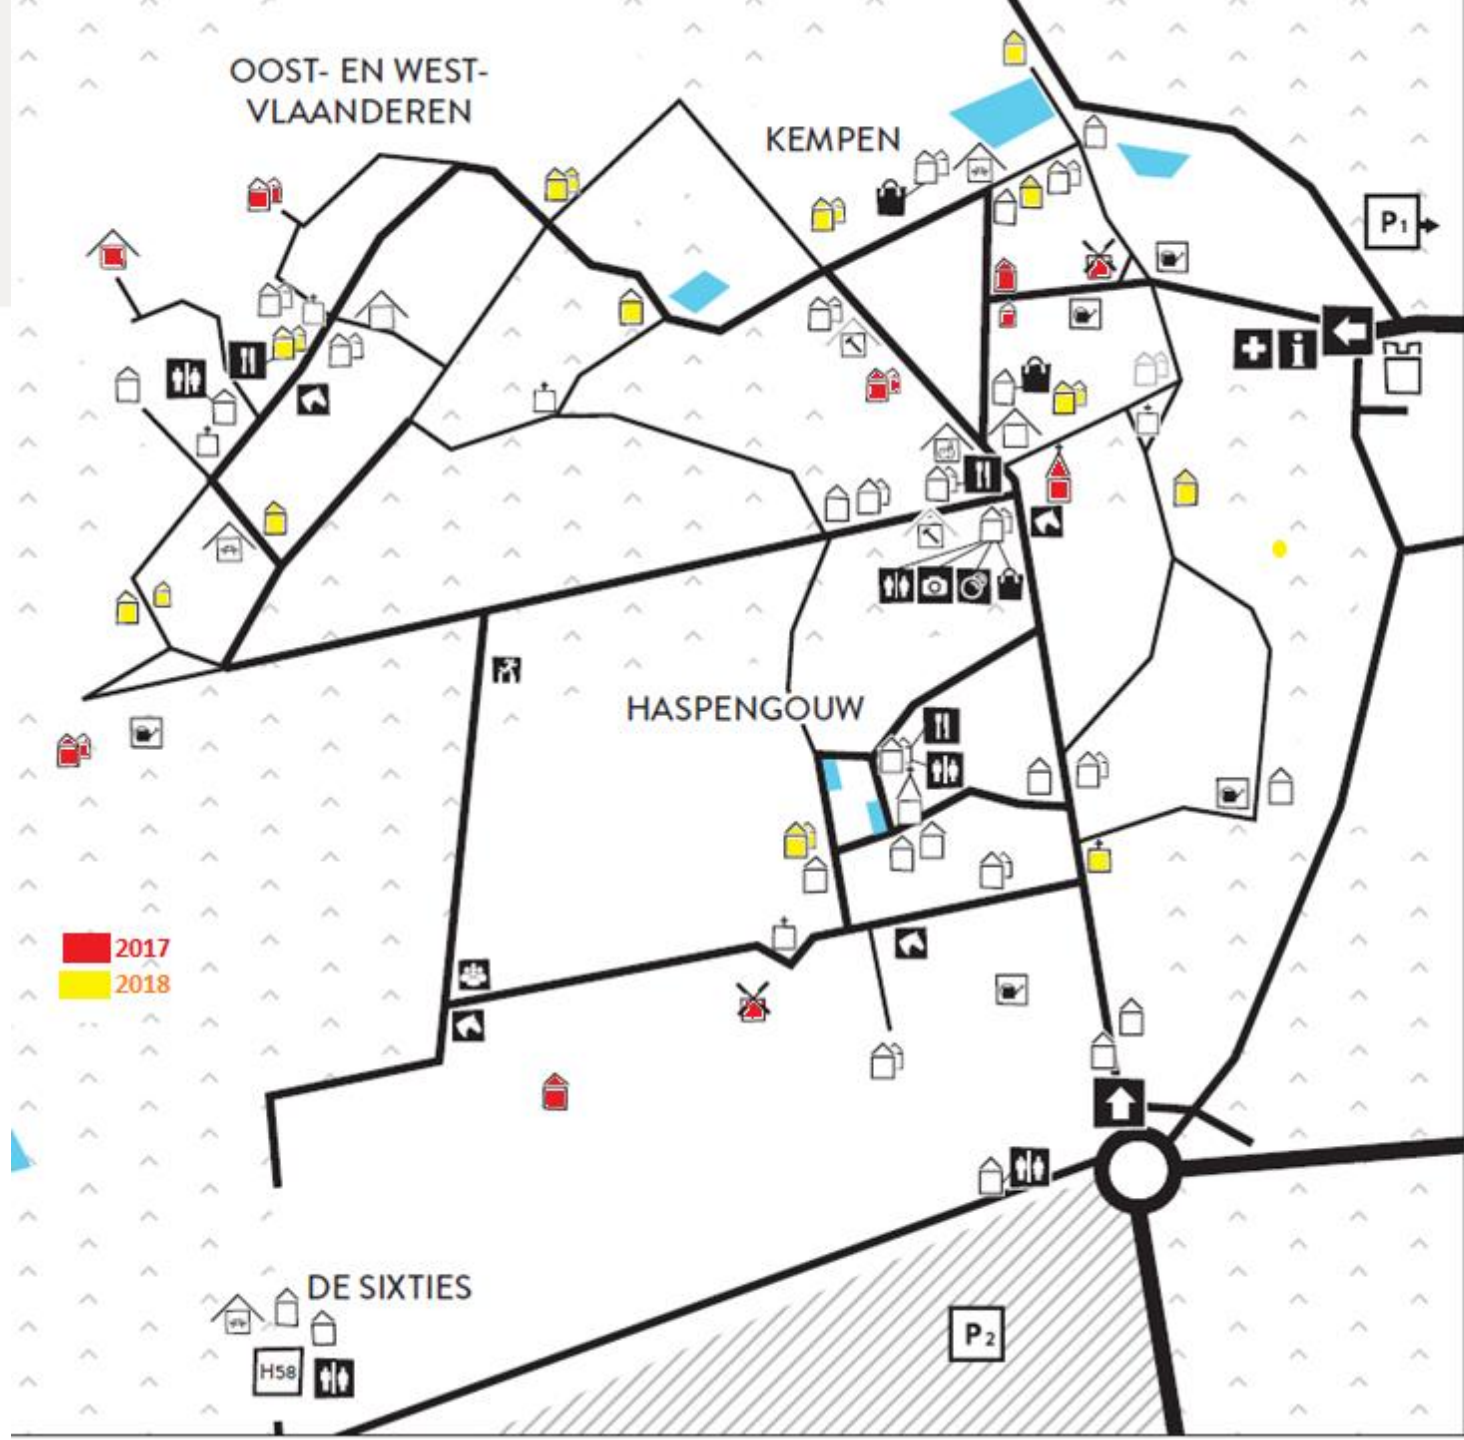 OOST- EN WEST-
VLAANDEREN
KEMPEN
P1
i
HASPENGOUW
2017
2018
DE SIXTIES
P2
H58